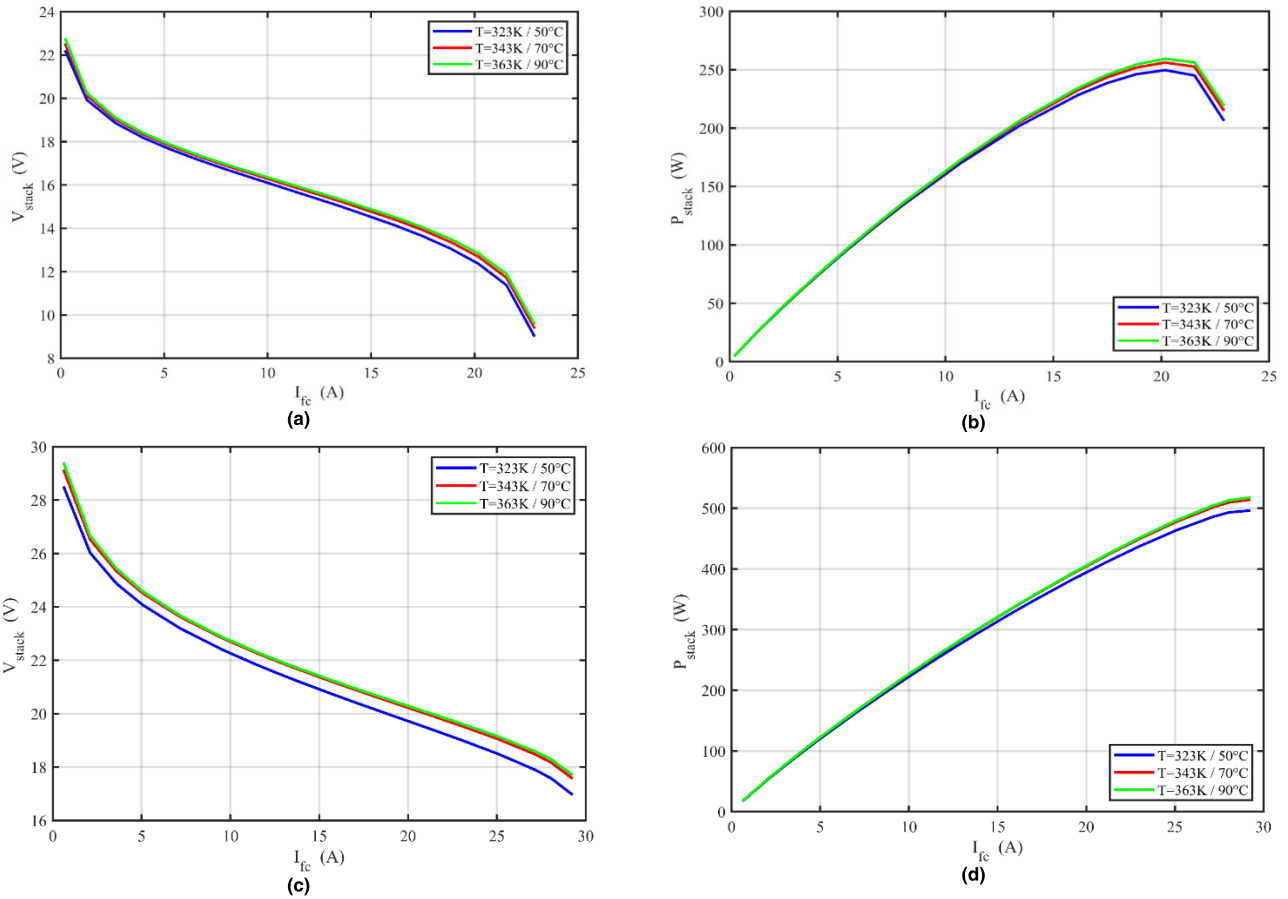 24
22
20
18
16
14
12
10
8
V_stack (V)
0 5 10 15 20 25
I_fc (A)
T=323K / 50°C
T=343K / 70°C
T=363K / 90°C
(a)
300
250
200
150
100
50
0
P_stack (W)
0 5 10 15 20 25
I_fc (A)
T=323K / 50°C
T=343K / 70°C
T=363K / 90°C
(b)
30
28
26
24
22
20
18
16
V_stack (V)
0 5 10 15 20 25 30
I_fc (A)
T=323K / 50°C
T=343K / 70°C
T=363K / 90°C
(c)
600
500
400
300
200
100
0
P_stack (W)
0 5 10 15 20 25 30
I_fc (A)
T=323K / 50°C
T=343K / 70°C
T=363K / 90°C
(d)